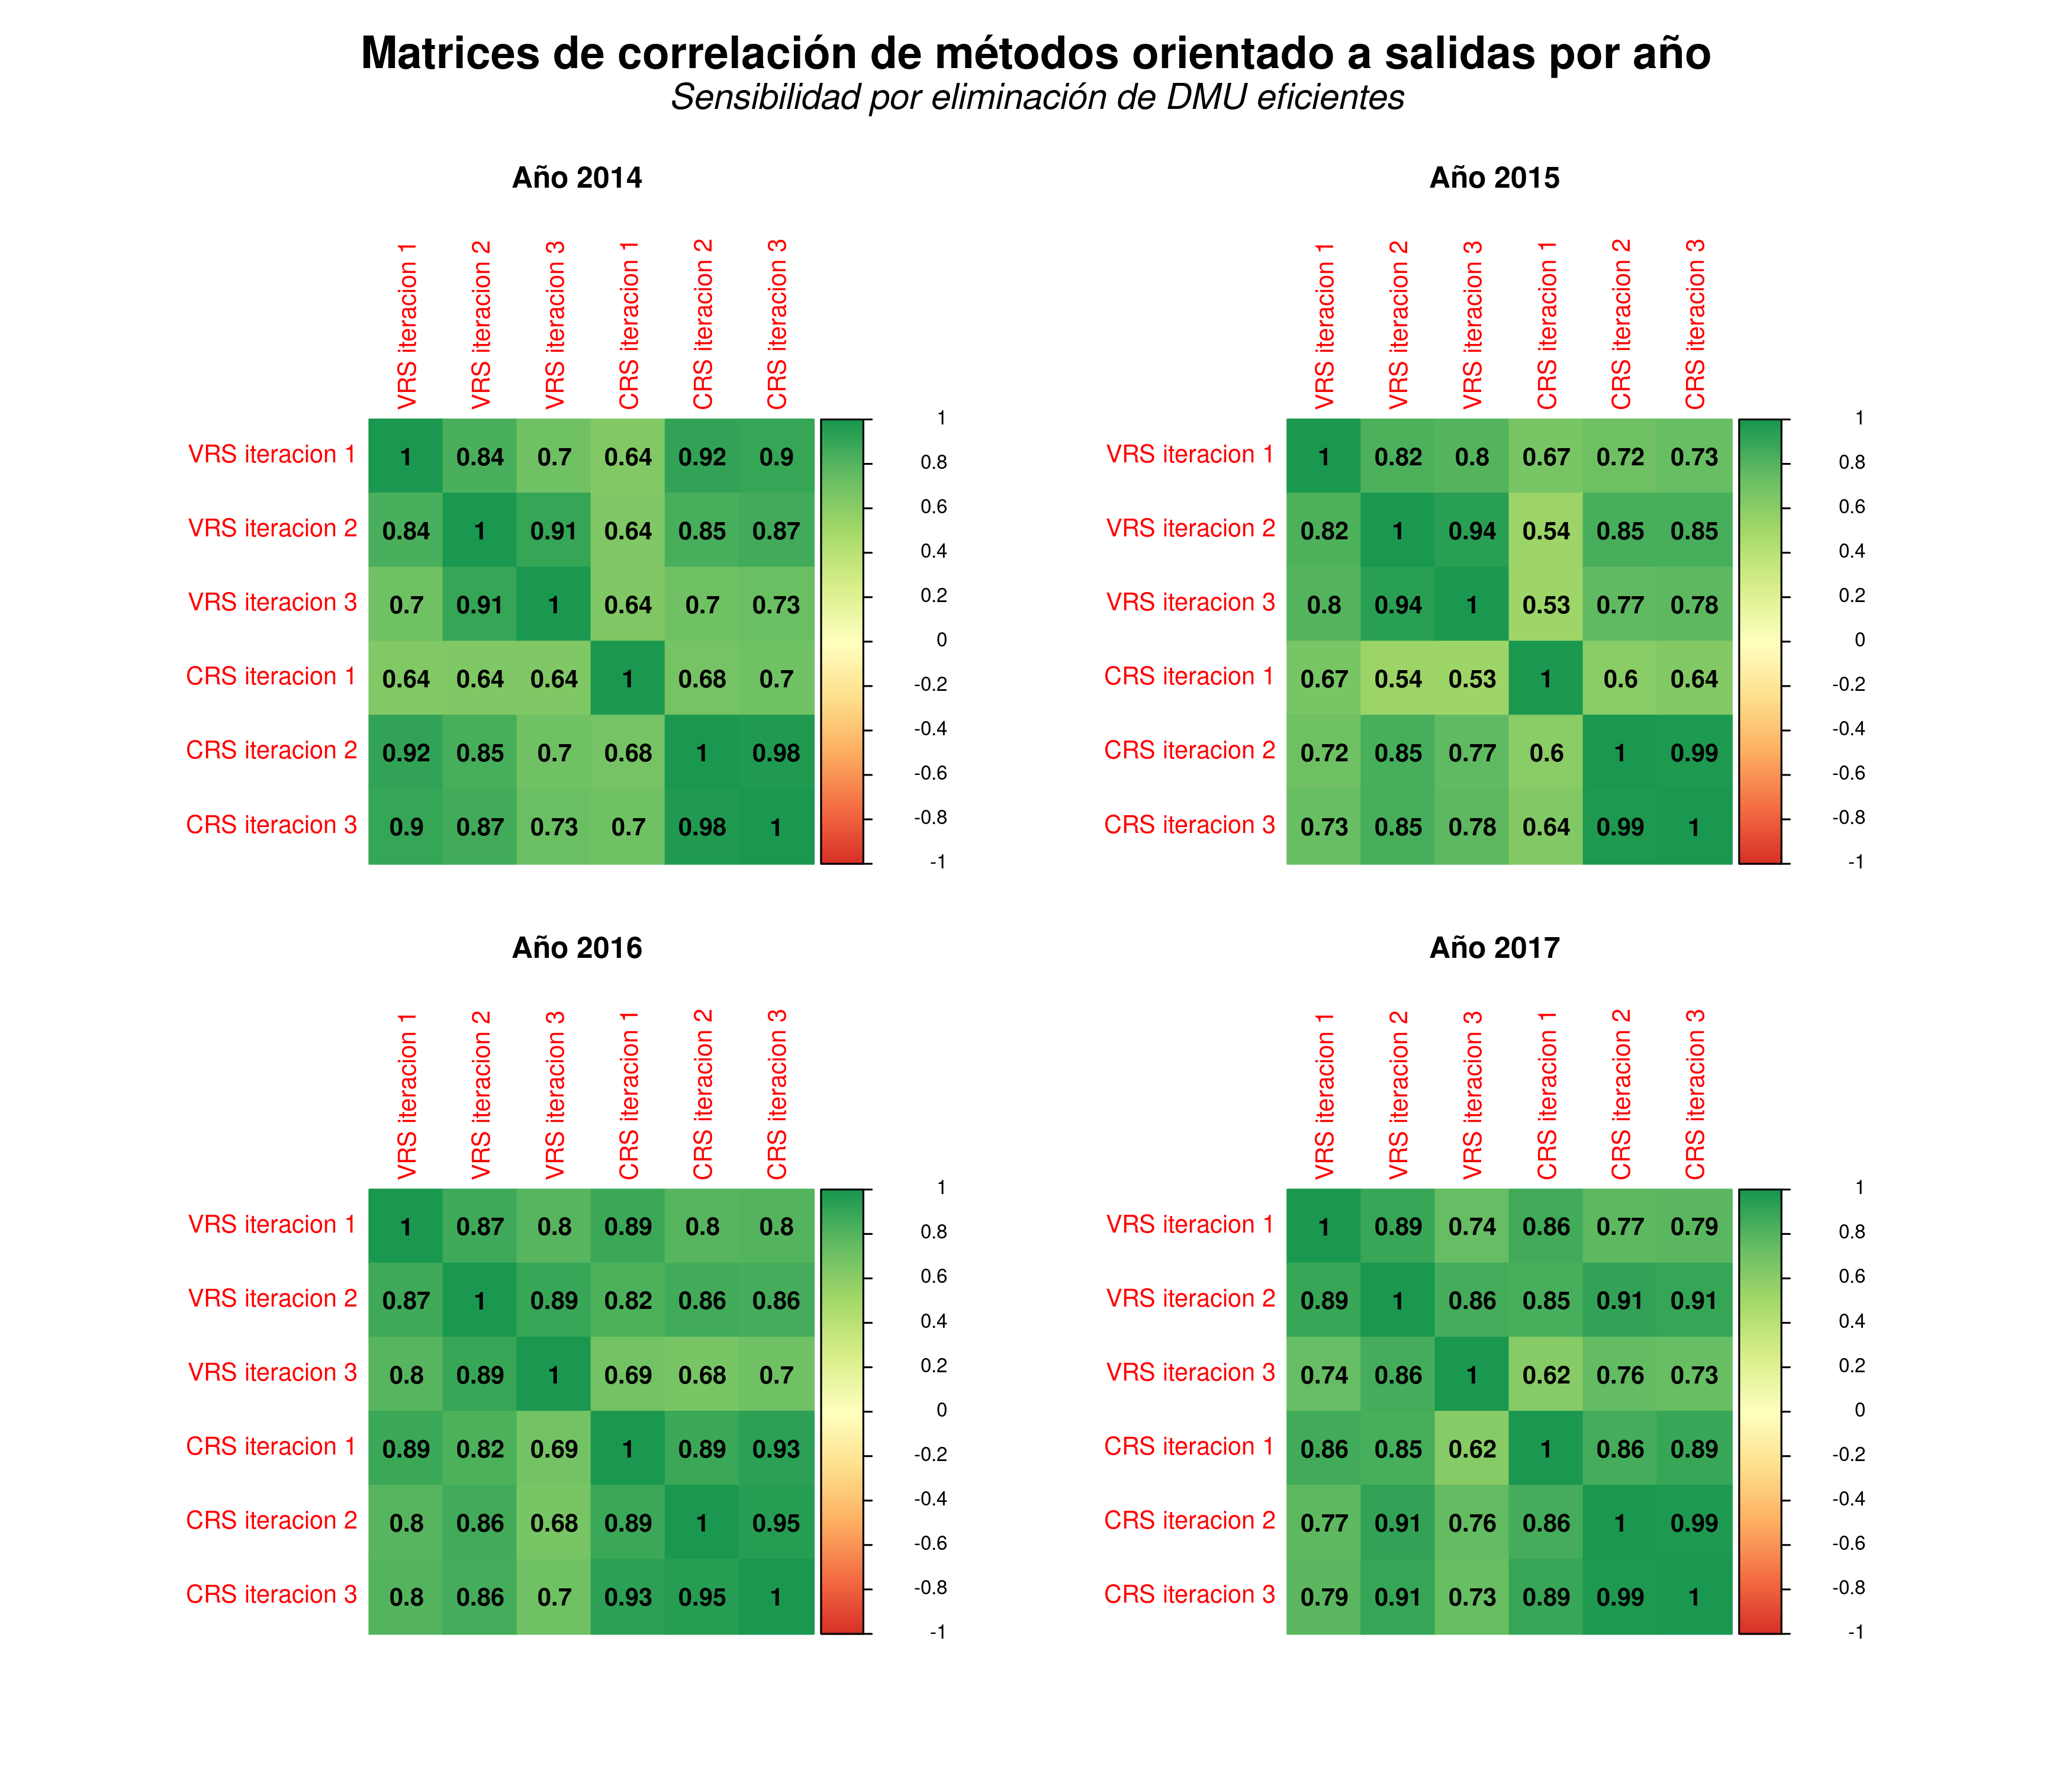 Matrices de correlación de métodos orientado a salidas por año
Sensibilidad por eliminación de DMU eficientes
Año 2014
VRS iteracion 1 VRS iteracion 2 VRS iteracion 3 CRS iteracion 1 CRS iteracion 2 CRS iteracion 3
VRS iteracion 1 1 0.84 0.7 0.64 0.92 0.9
VRS iteracion 2 0.84 1 0.91 0.64 0.85 0.87
VRS iteracion 3 0.7 0.91 1 0.64 0.7 0.73
CRS iteracion 1 0.64 0.64 0.64 1 0.68 0.7
CRS iteracion 2 0.92 0.85 0.7 0.68 1 0.98
CRS iteracion 3 0.9 0.87 0.73 0.7 0.98 1
1
0.8
0.6
0.4
0.2
0
-0.2
-0.4
-0.6
-0.8
-1
Año 2015
VRS iteracion 1 VRS iteracion 2 VRS iteracion 3 CRS iteracion 1 CRS iteracion 2 CRS iteracion 3
VRS iteracion 1 1 0.82 0.8 0.67 0.72 0.73
VRS iteracion 2 0.82 1 0.94 0.54 0.85 0.85
VRS iteracion 3 0.8 0.94 1 0.53 0.77 0.78
CRS iteracion 1 0.67 0.54 0.53 1 0.6 0.64
CRS iteracion 2 0.72 0.85 0.77 0.6 1 0.99
CRS iteracion 3 0.73 0.85 0.78 0.64 0.99 1
1
0.8
0.6
0.4
0.2
0
-0.2
-0.4
-0.6
-0.8
-1
Año 2016
VRS iteracion 1 VRS iteracion 2 VRS iteracion 3 CRS iteracion 1 CRS iteracion 2 CRS iteracion 3
VRS iteracion 1 1 0.87 0.8 0.89 0.8 0.8
VRS iteracion 2 0.87 1 0.89 0.82 0.86 0.86
VRS iteracion 3 0.8 0.89 1 0.69 0.68 0.7
CRS iteracion 1 0.89 0.82 0.69 1 0.89 0.93
CRS iteracion 2 0.8 0.86 0.68 0.89 1 0.95
CRS iteracion 3 0.8 0.86 0.7 0.93 0.95 1
1
0.8
0.6
0.4
0.2
0
-0.2
-0.4
-0.6
-0.8
-1
Año 2017
VRS iteracion 1 VRS iteracion 2 VRS iteracion 3 CRS iteracion 1 CRS iteracion 2 CRS iteracion 3
VRS iteracion 1 1 0.89 0.74 0.86 0.77 0.79
VRS iteracion 2 0.89 1 0.86 0.85 0.91 0.91
VRS iteracion 3 0.74 0.86 1 0.62 0.76 0.73
CRS iteracion 1 0.86 0.85 0.62 1 0.86 0.89
CRS iteracion 2 0.77 0.91 0.76 0.86 1 0.99
CRS iteracion 3 0.79 0.91 0.73 0.89 0.99 1
1
0.8
0.6
0.4
0.2
0
-0.2
-0.4
-0.6
-0.8
-1